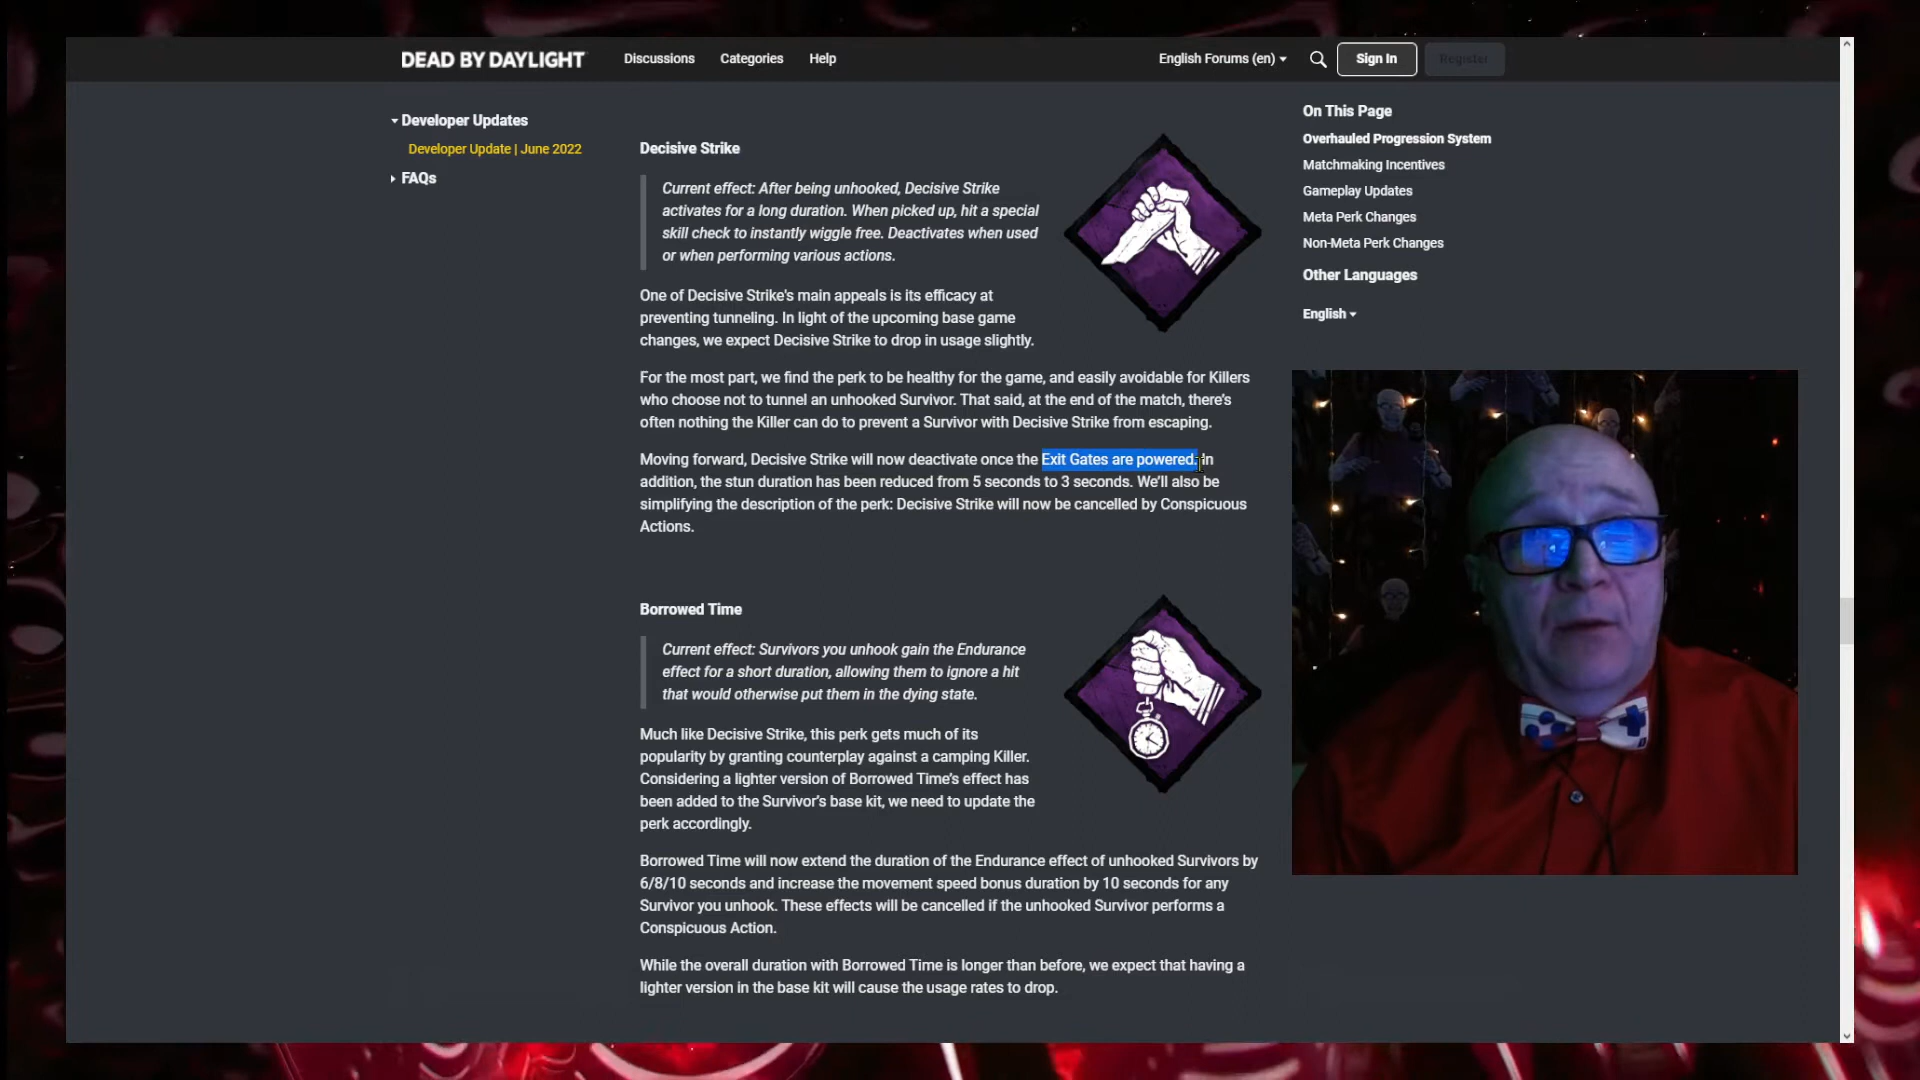 DEAD BY DAYLIGHT
Discussions
Categories
Help
English Forums (en)
Sign In
Register
Developer Updates
Developer Update | June 2022
FAQs
Decisive Strike
Current effect: After being unhooked, Decisive Strike
activates for a long duration. When picked up, hit a special
skill check to instantly wiggle free. Deactivates when used
or when performing various actions.
One of Decisive Strike's main appeals is its efficacy at
preventing tunneling. In light of the upcoming base game
changes, we expect Decisive Strike to drop in usage slightly.
For the most part, we find the perk to be healthy for the game, and easily avoidable for Killers
who choose not to tunnel an unhooked Survivor. That said, at the end of the match, there's
often nothing the Killer can do to prevent a Survivor with Decisive Strike from escaping.
Moving forward, Decisive Strike will now deactivate once the Exit Gates are powered. In
addition, the stun duration has been reduced from 5 seconds to 3 seconds. We'll also be
simplifying the description of the perk: Decisive Strike will now be cancelled by Conspicuous
Actions.
Borrowed Time
Current effect: Survivors you unhook gain the Endurance
effect for a short duration, allowing them to ignore a hit
that would otherwise put them in the dying state.
Much like Decisive Strike, this perk gets much of its
popularity by granting counterplay against a camping Killer.
Considering a lighter version of Borrowed Time's effect has
been added to the Survivor's base kit, we need to update the
perk accordingly.
Borrowed Time will now extend the duration of the Endurance effect of unhooked Survivors by
6/8/10 seconds and increase the movement speed bonus duration by 10 seconds for any
Survivor you unhook. These effects will be cancelled if the unhooked Survivor performs a
Conspicuous Action.
While the overall duration with Borrowed Time is longer than before, we expect that having a
lighter version in the base kit will cause the usage rates to drop.
On This Page
Overhauled Progression System
Matchmaking Incentives
Gameplay Updates
Meta Perk Changes
Non-Meta Perk Changes
Other Languages
English